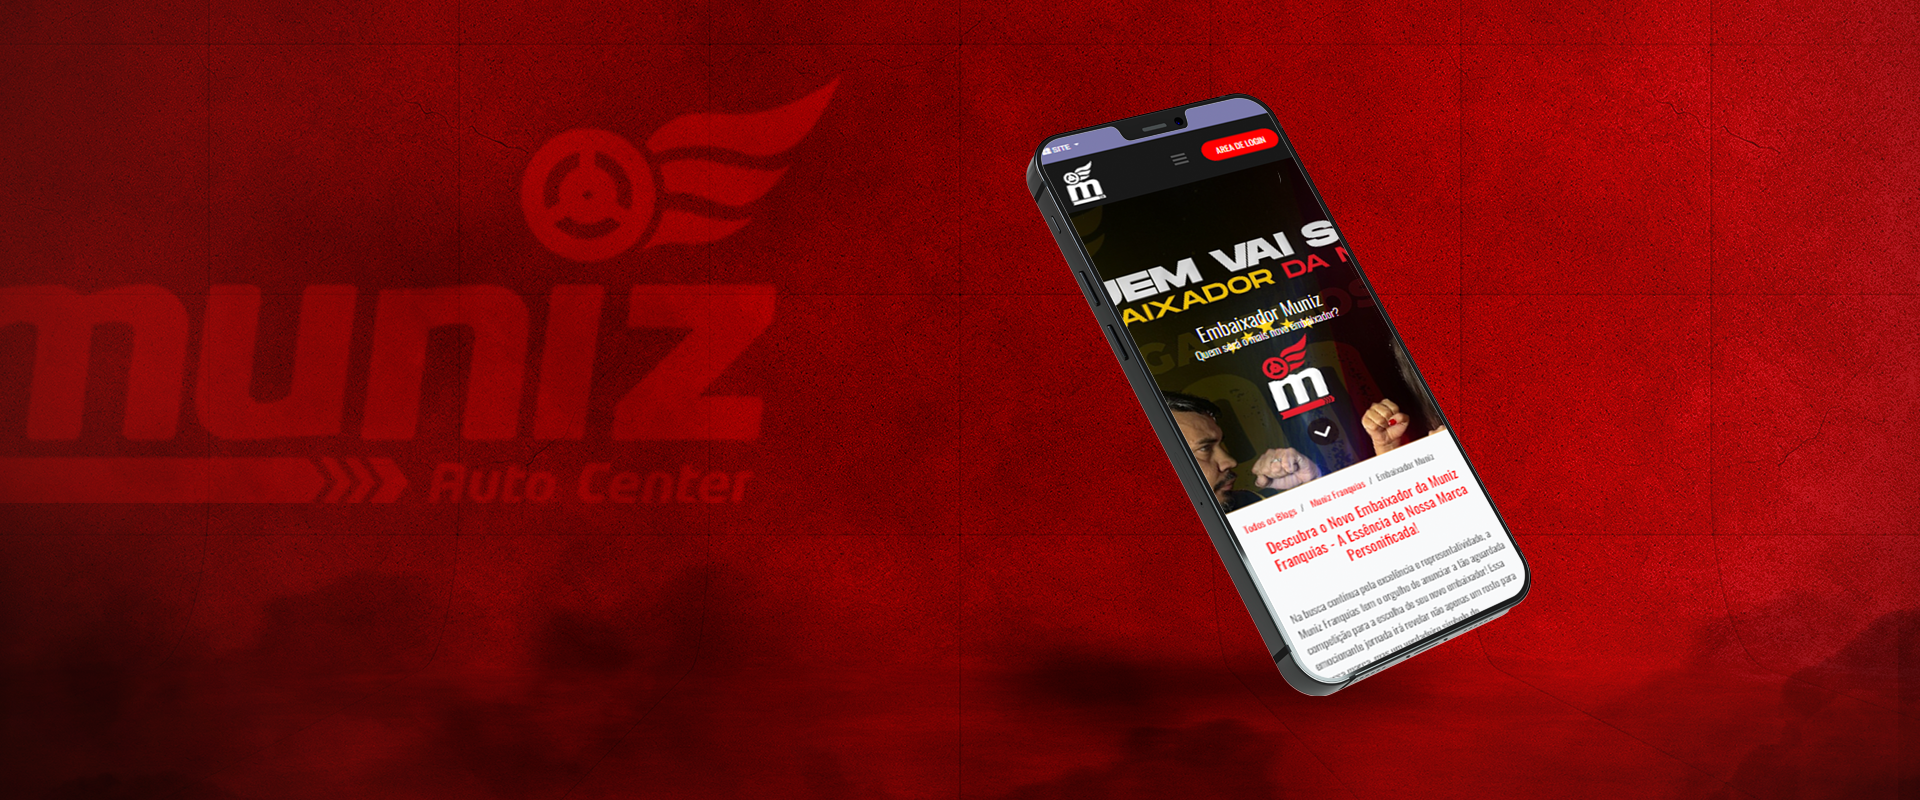 muniz
Auto Center
SITE
AREA DE LOGIN
m
UEM VAI S
AIXADOR DA
Embaixador Muniz
Quem será o mais novo embaixador?
m
Todos os Blogs / Muniz Franquias / Embaixador Muniz
Descubra o Novo Embaixador da Muniz
Franquias - A Essência de Nossa Marca
Personificada!
Na busca contínua pela excelência e representatividade, a
Muniz Franquias tem o orgulho de anunciar a tão aguardada
competição para a escolha de seu novo embaixador! Essa
emocionante jornada irá revelar não apenas um rosto para